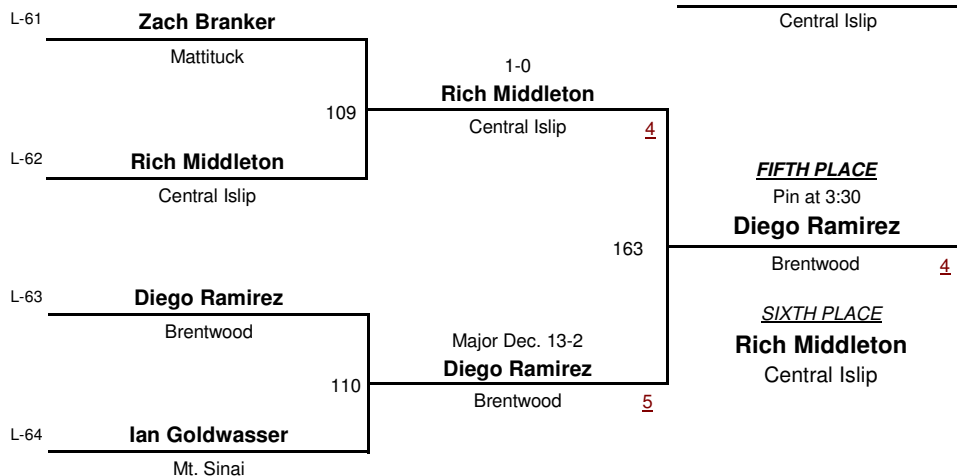 L-61
Zach Branker
Mattituck
Central Islip
1-0
109
Rich Middleton
Central Islip
4
L-62
Rich Middleton
Central Islip
FIFTH PLACE
Pin at 3:30
Diego Ramirez
163
Brentwood
4
L-63
Diego Ramirez
Brentwood
SIXTH PLACE
Rich Middleton
Central Islip
Major Dec. 13-2
110
Diego Ramirez
Brentwood
5
L-64
Ian Goldwasser
Mt. Sinai